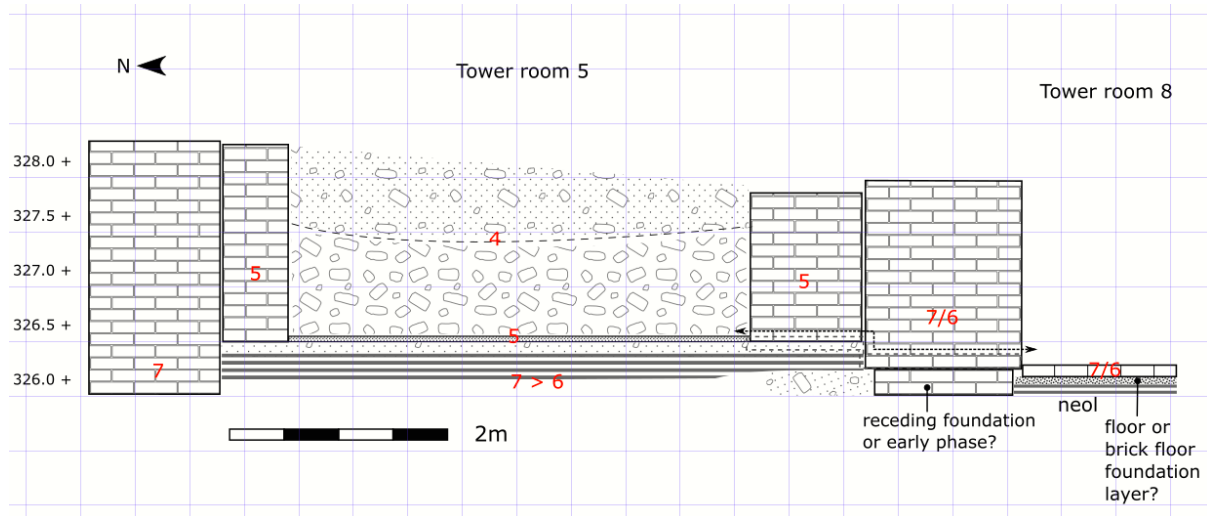 Tower room 5
N
Tower room 8
328.0 +
327.5 +
327.0 +
326.5 +
326.0 +
4
5
5
5
7/6
7
7 > 6
7/6
neol
receding foundation
or early phase?
floor or
brick floor
foundation
layer?
2m